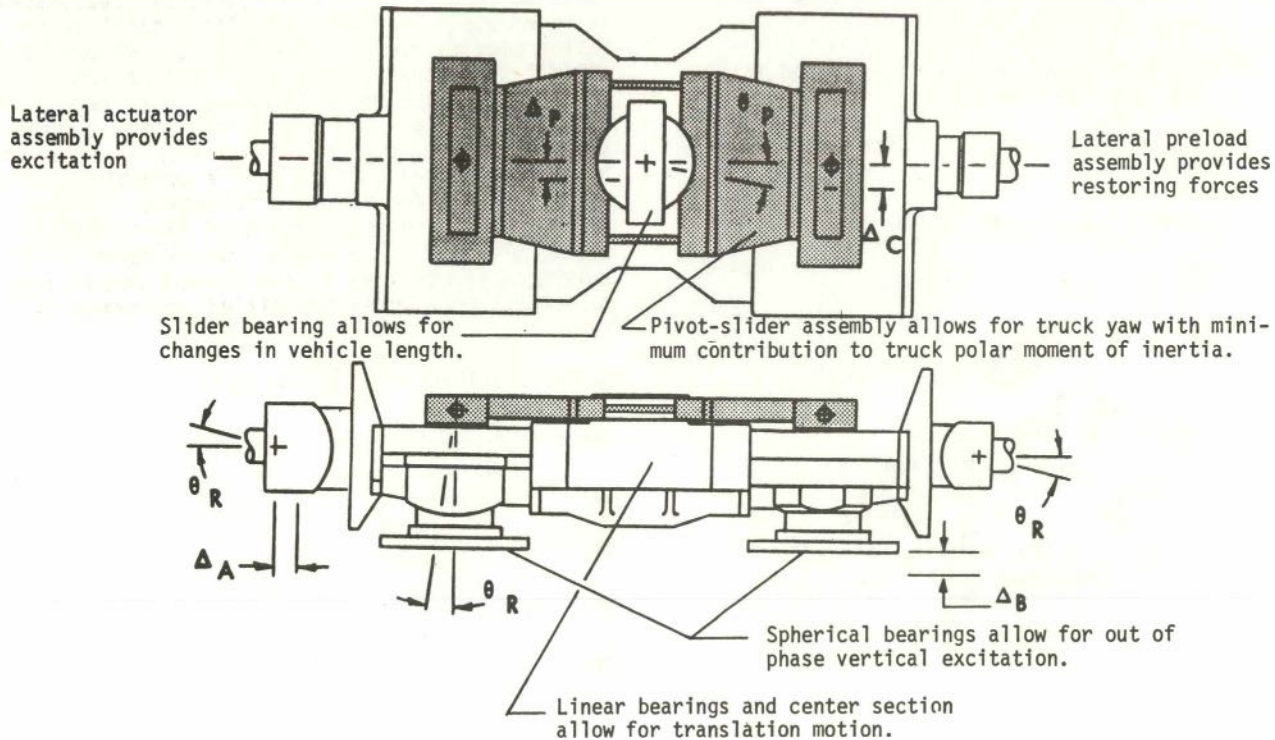 Lateral actuator
assembly provides
excitation
Δ P
θ P
Δ C
Lateral preload
assembly provides
restoring forces
Slider bearing allows for
changes in vehicle length.
Pivot-slider assembly allows for truck yaw with mini-
mum contribution to truck polar moment of inertia.
θ R
Δ A
θ R
θ R
Δ B
Spherical bearings allow for out of
phase vertical excitation.
Linear bearings and center section
allow for translation motion.